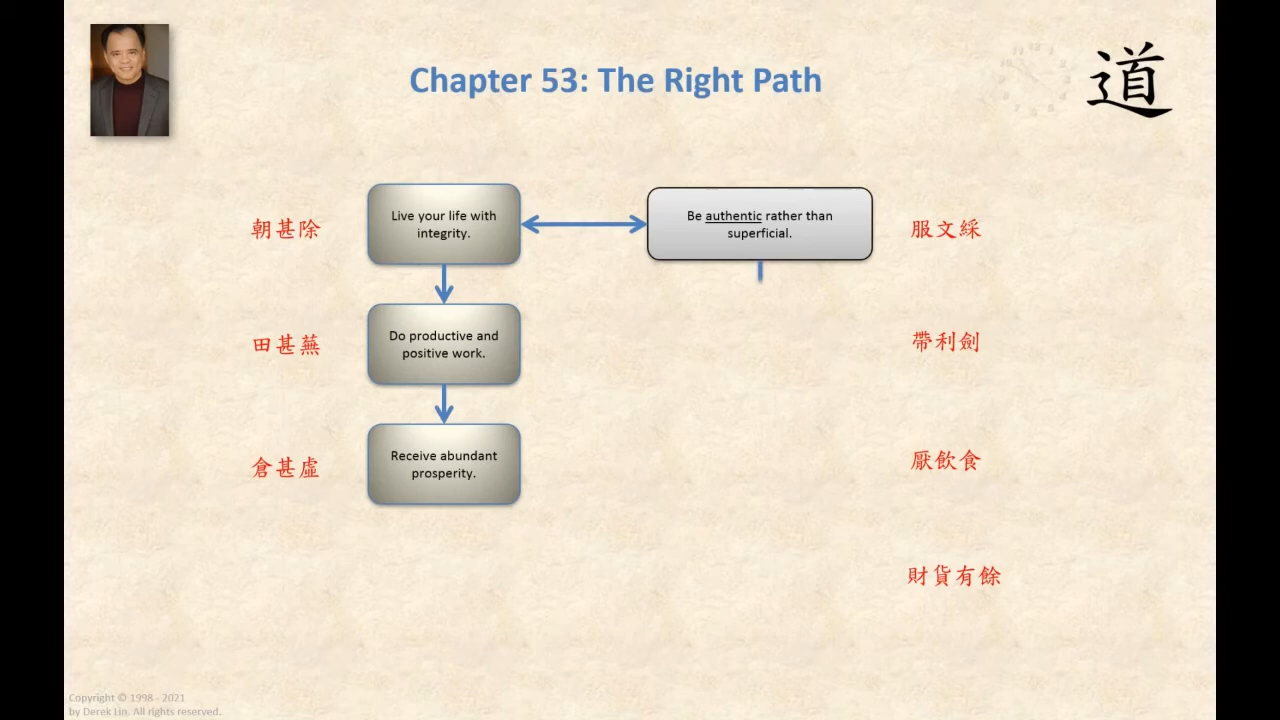 Chapter 53: The Right Path
道
朝甚除
Live your life with
integrity.
Be authentic rather than
superficial.
服文綵
田甚蕪
Do productive and
positive work.
帶利劍
倉甚虛
Receive abundant
prosperity.
厭飲食
財貨有餘
Copyright © 1998 - 2021
by Derek Lin. All rights reserved.